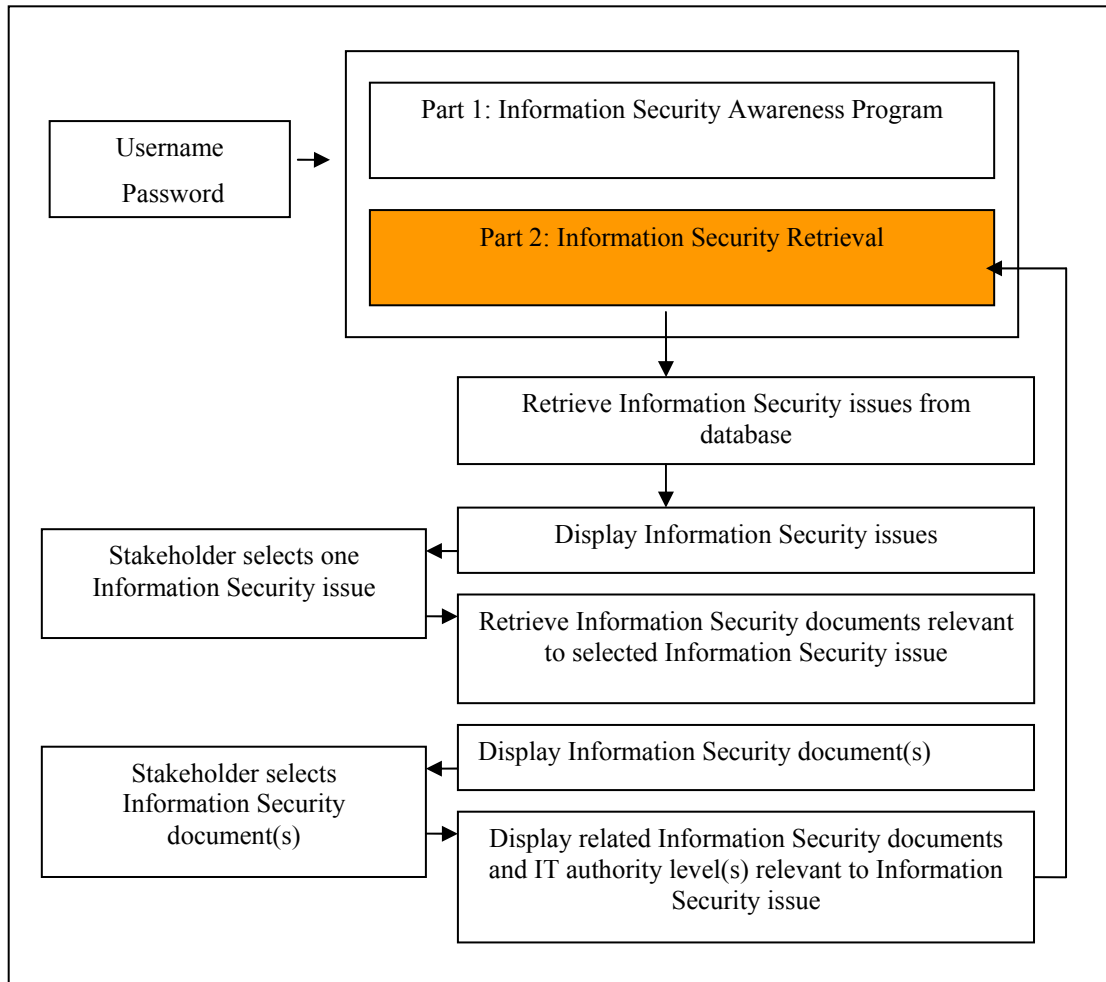 Part 1: Information Security Awareness Program
Username
Password
Part 2: Information Security Retrieval
Retrieve Information Security issues from
database
Display Information Security issues
Stakeholder selects one
Information Security issue
Retrieve Information Security documents relevant
to selected Information Security issue
Display Information Security document(s)
Stakeholder selects
Information Security
document(s)
Display related Information Security documents
and IT authority level(s) relevant to Information
Security issue